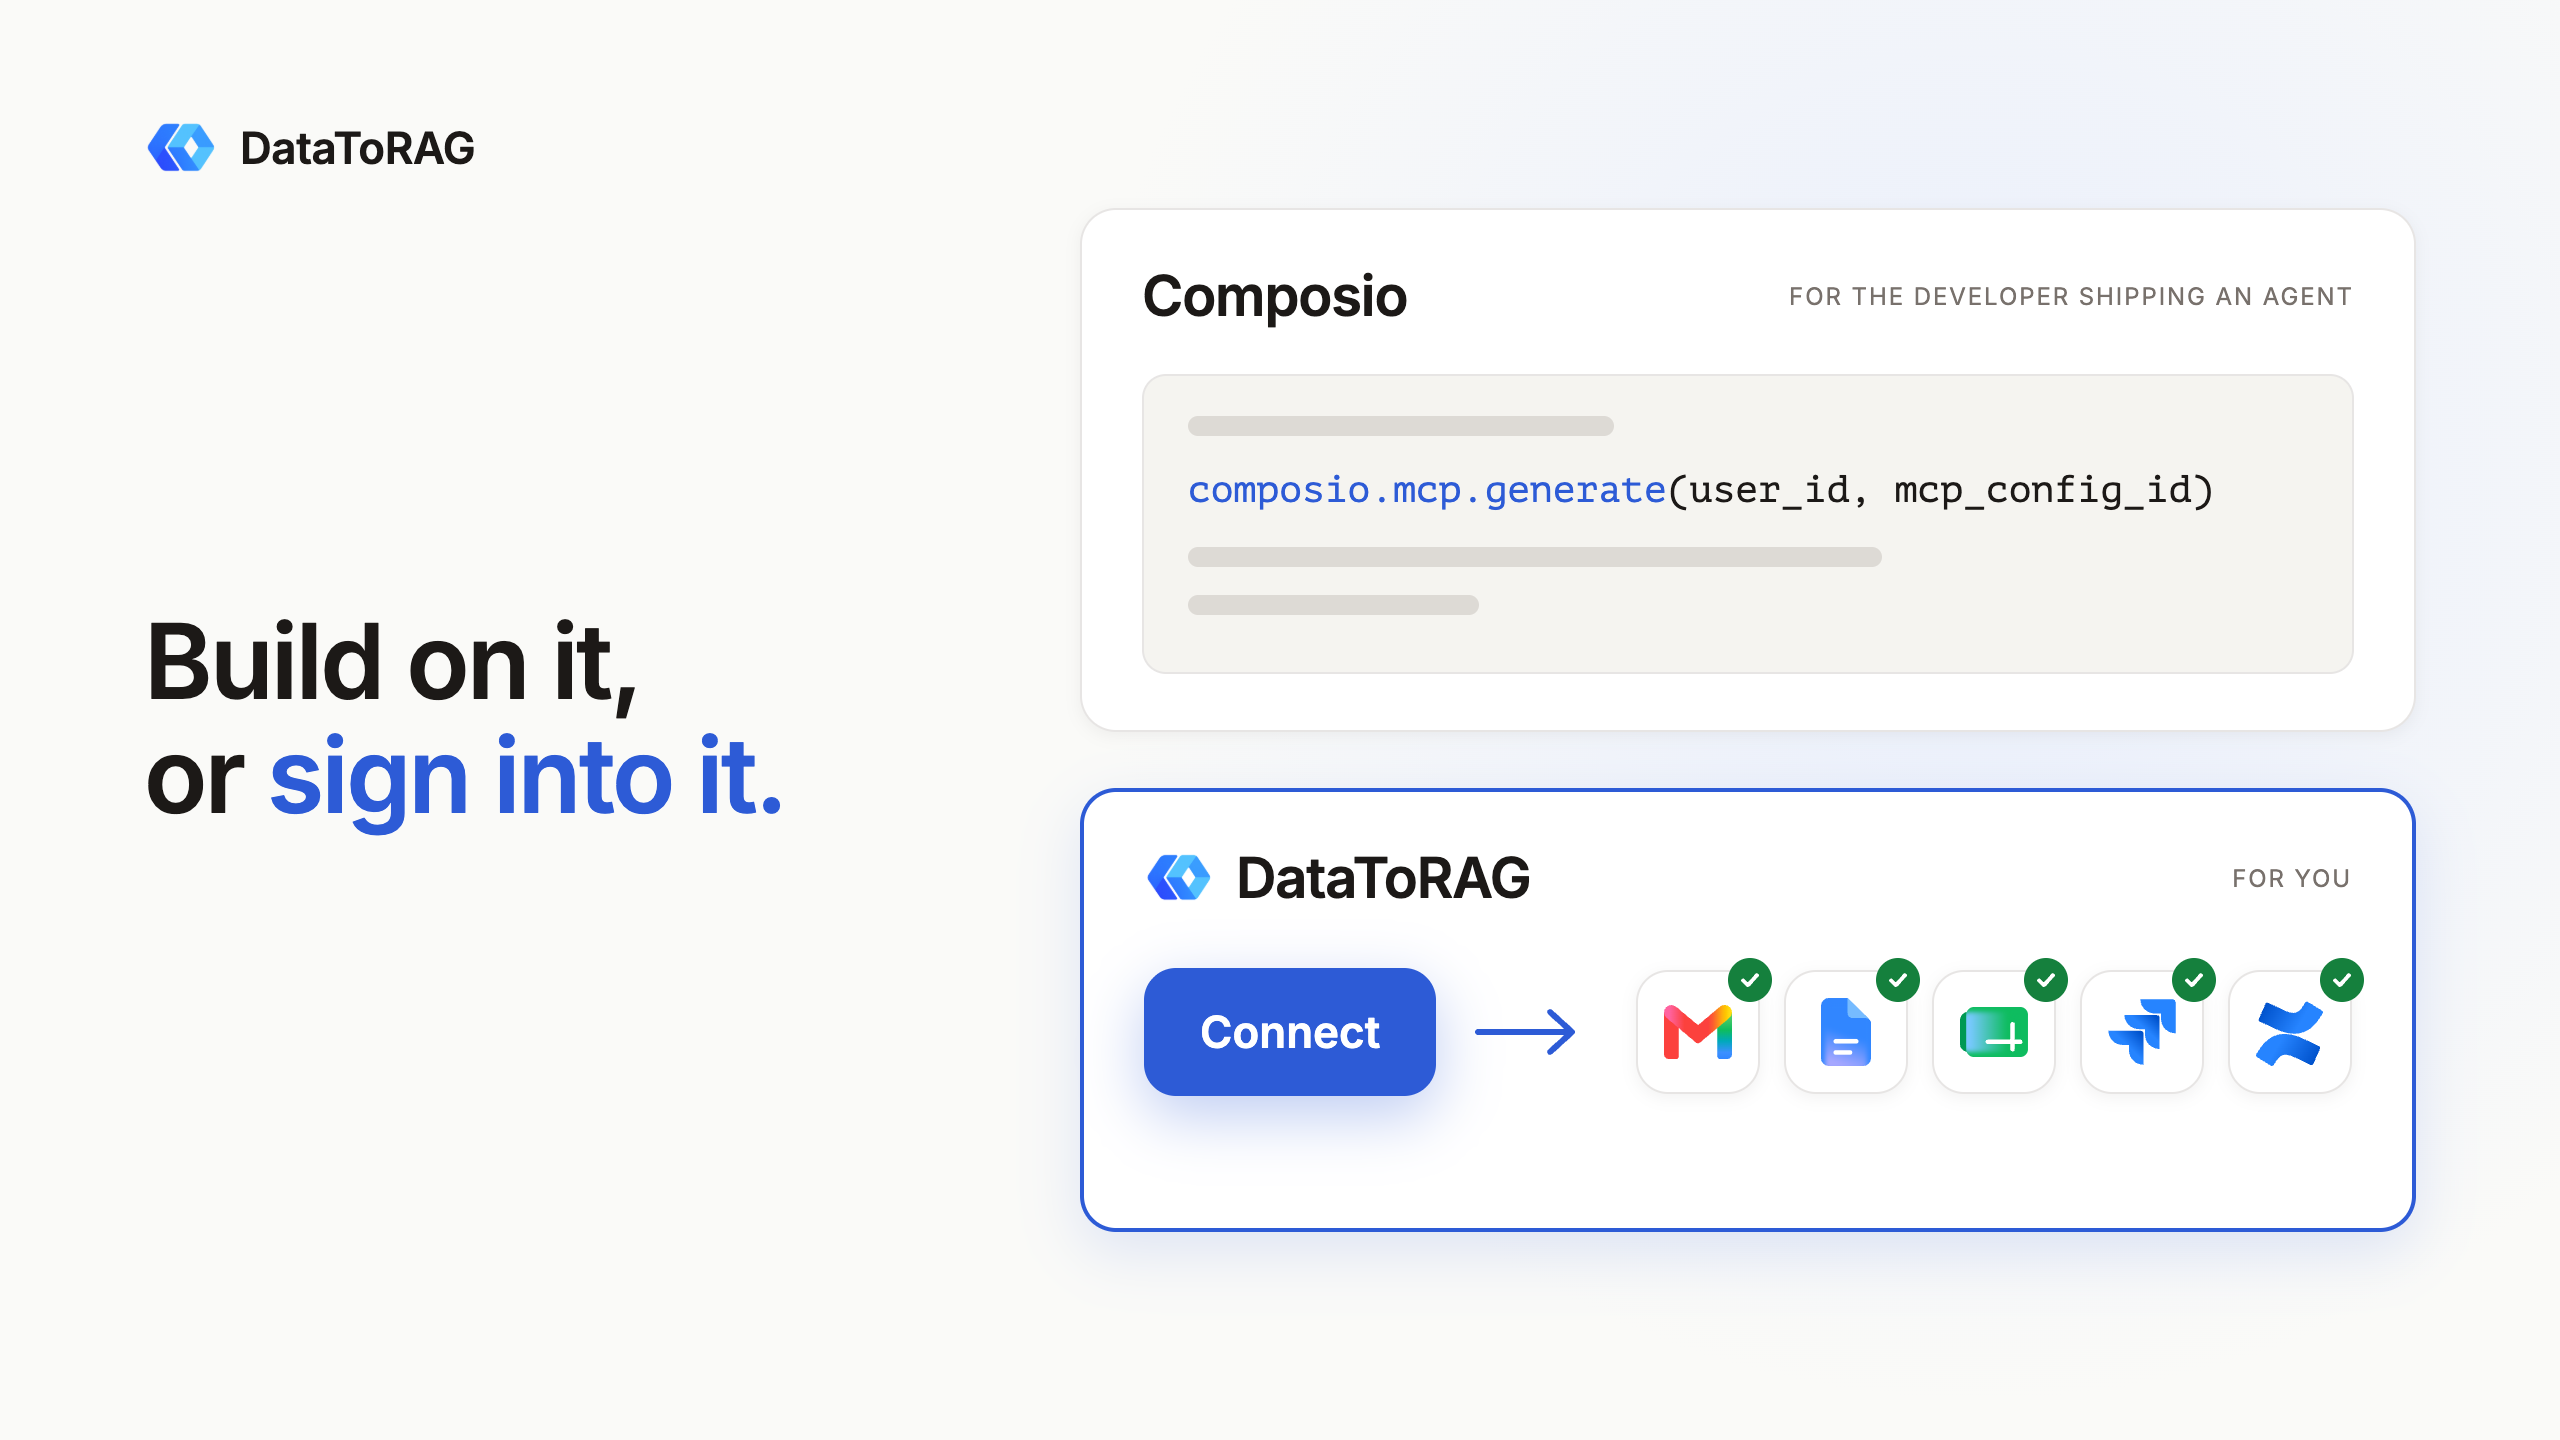 DataToRAG
Build on it,
or sign into it.
Composio
FOR THE DEVELOPER SHIPPING AN AGENT
composio.mcp.generate(user_id, mcp_config_id)
DataToRAG
FOR YOU
Connect